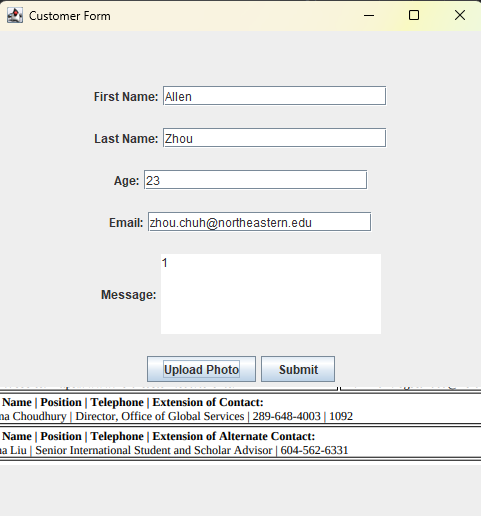 Customer Form
First Name: Allen
Last Name: Zhou
Age: 23
Email: zhou.chuh@northeastern.edu
Message: 1
Upload Photo Submit
Name | Position | Telephone | Extension of Contact:
Choudhury | Director, Office of Global Services | 289-648-4003 | 1092
Name | Position | Telephone | Extension of Alternate Contact:
Liu | Senior International Student and Scholar Advisor | 604-562-6331